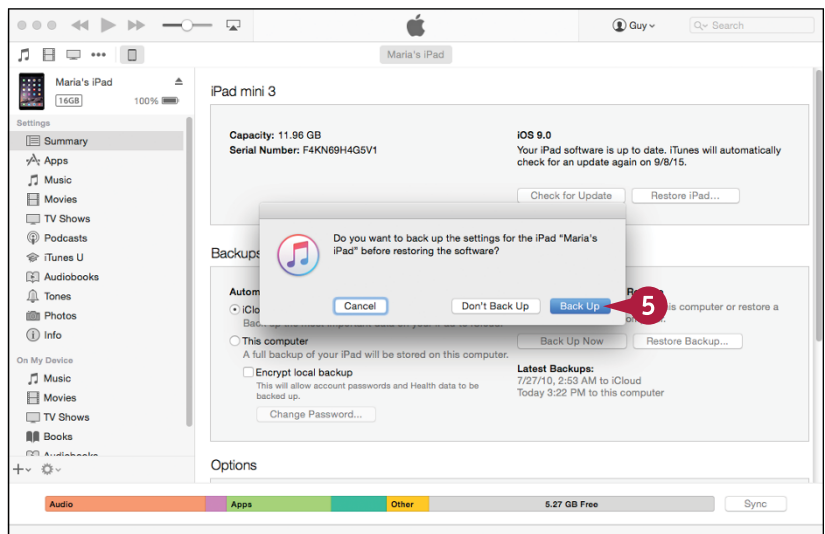 Guy
Search
Maria's iPad
Maria's iPad
16GB
100%
Settings
Summary
Apps
Music
Movies
TV Shows
Podcasts
iTunes U
Audiobooks
Tones
Photos
Info
On My Device
Music
Movies
TV Shows
Books
Audiobooks
iPad mini 3
Capacity: 11.96 GB
Serial Number: F4KN69H4G5V1
iOS 9.0
Your iPad software is up to date. iTunes will automatically
check for an update again on 9/8/15.
Check for Update
Restore iPad...
Do you want to back up the settings for the iPad "Maria's
iPad" before restoring the software?
Cancel
Don't Back Up
Back Up
5
Backups
Autom
iClo
is computer or restore a
This computer
A full backup of your iPad will be stored on this computer.
Encrypt local backup
This will allow account passwords and Health data to be
backed up.
Change Password...
Back Up Now
Restore Backup...
Latest Backups:
7/27/10, 2:53 AM to iCloud
Today 3:22 PM to this computer
Options
Audio
Apps
Other
5.27 GB Free
Sync